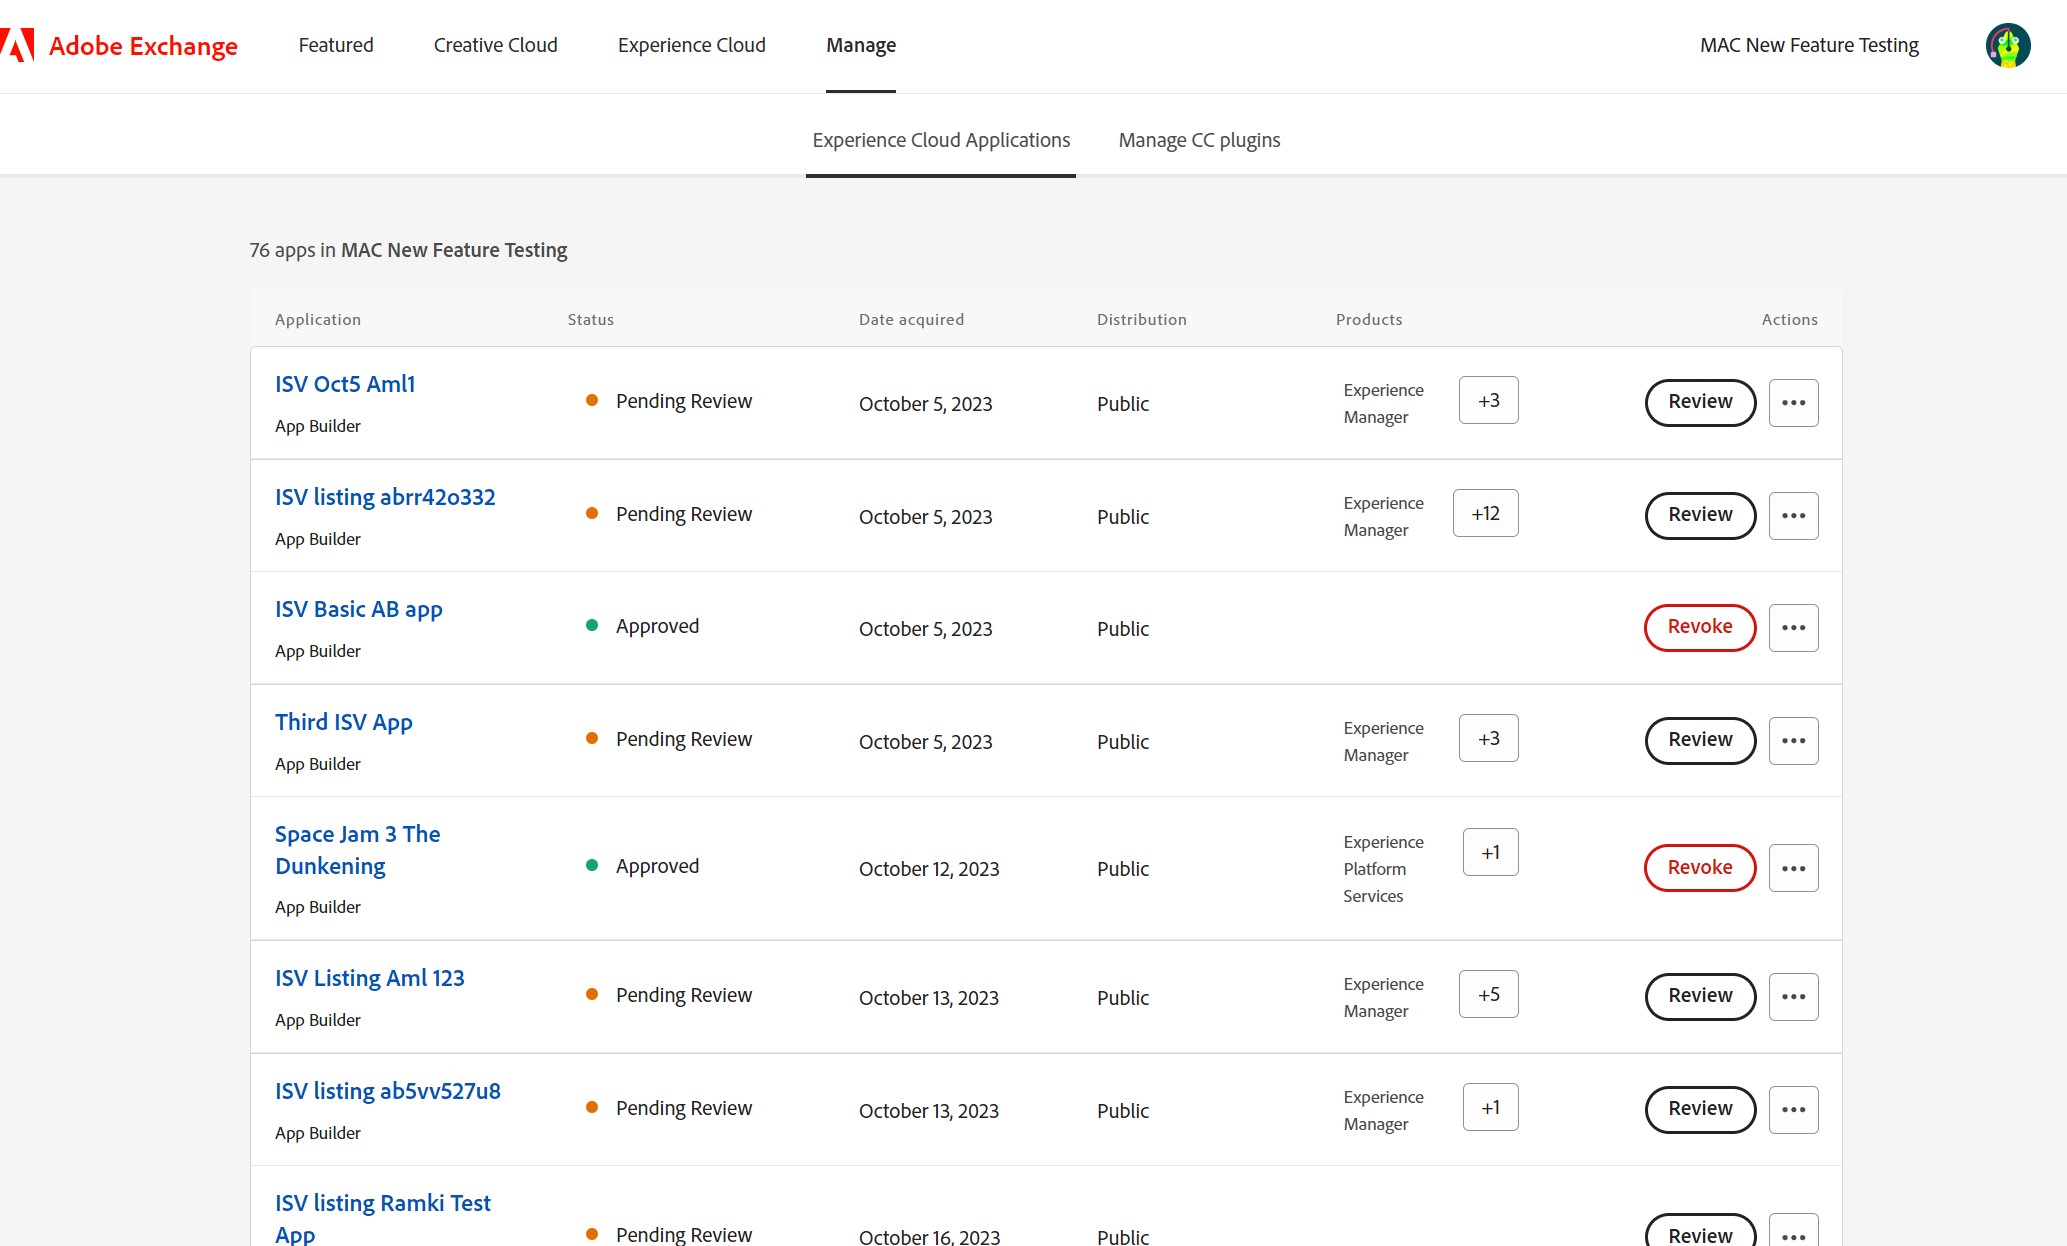 Adobe Exchange Featured Creative Cloud Experience Cloud Manage MAC New Feature Testing
Experience Cloud Applications Manage CC plugins
76 apps in MAC New Feature Testing
Application Status Date acquired Distribution Products Actions
ISV Oct5 Aml1
App Builder
Pending Review
October 5, 2023
Public
Experience
Manager
+3
Review
ISV listing abrr42o332
App Builder
Pending Review
October 5, 2023
Public
Experience
Manager
+12
Review
ISV Basic AB app
App Builder
Approved
October 5, 2023
Public
Revoke
Third ISV App
App Builder
Pending Review
October 5, 2023
Public
Experience
Manager
+3
Review
Space Jam 3 The
Dunkening
App Builder
Approved
October 12, 2023
Public
Experience
Platform
Services
+1
Revoke
ISV Listing Aml 123
App Builder
Pending Review
October 13, 2023
Public
Experience
Manager
+5
Review
ISV listing ab5vv527u8
App Builder
Pending Review
October 13, 2023
Public
Experience
Manager
+1
Review
ISV listing Ramki Test
App
Pending Review
October 16, 2023
Public
Review